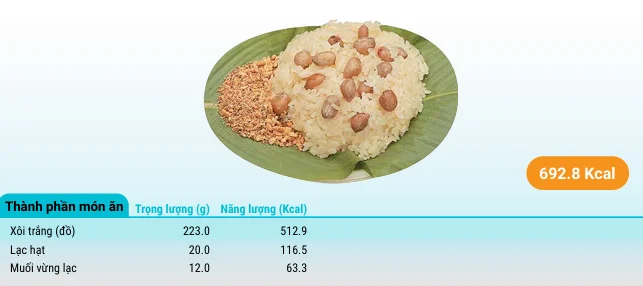 692.8 Kcal
Thành phần món ăn Trọng lượng (g) Năng lượng (Kcal)
Xôi trắng (đồ) 223.0 512.9
Lạc hạt 20.0 116.5
Muối vừng lạc 12.0 63.3